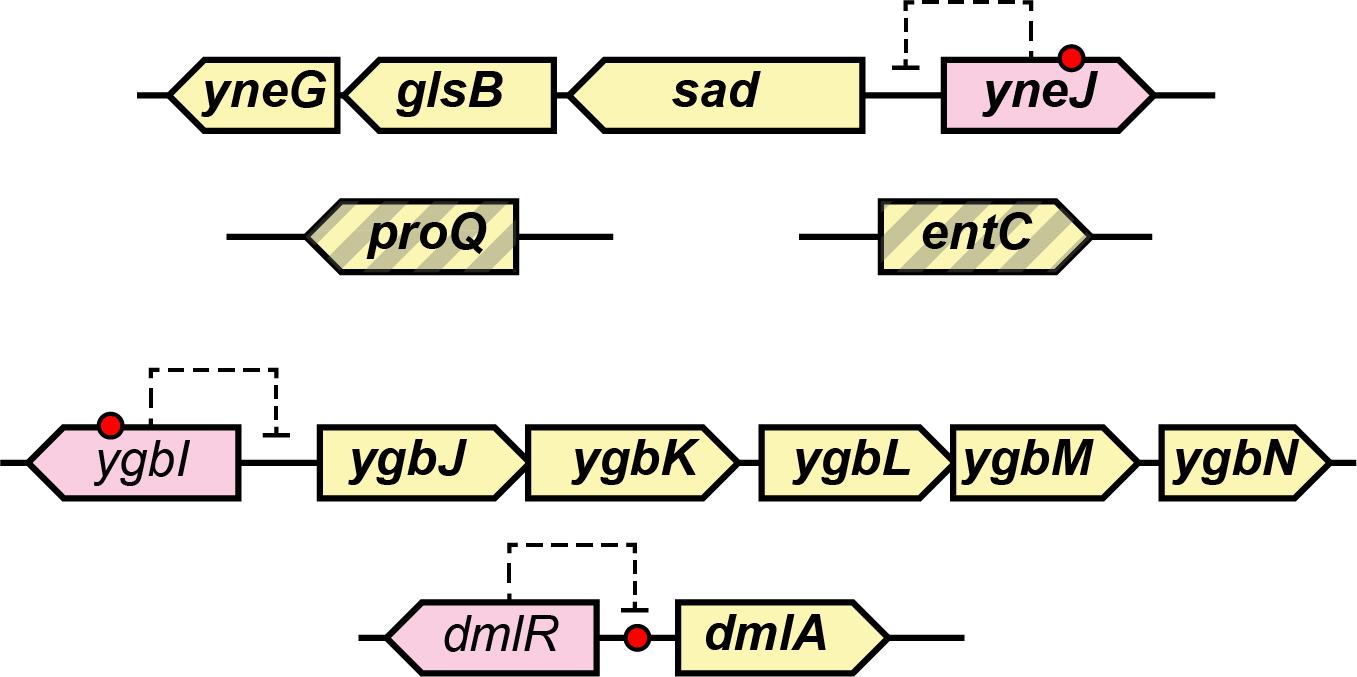 yneG glsB sad yneJ
proQ entC
ygbI ygbJ ygbK ygbL ygbM ygbN
dmlR dmlA